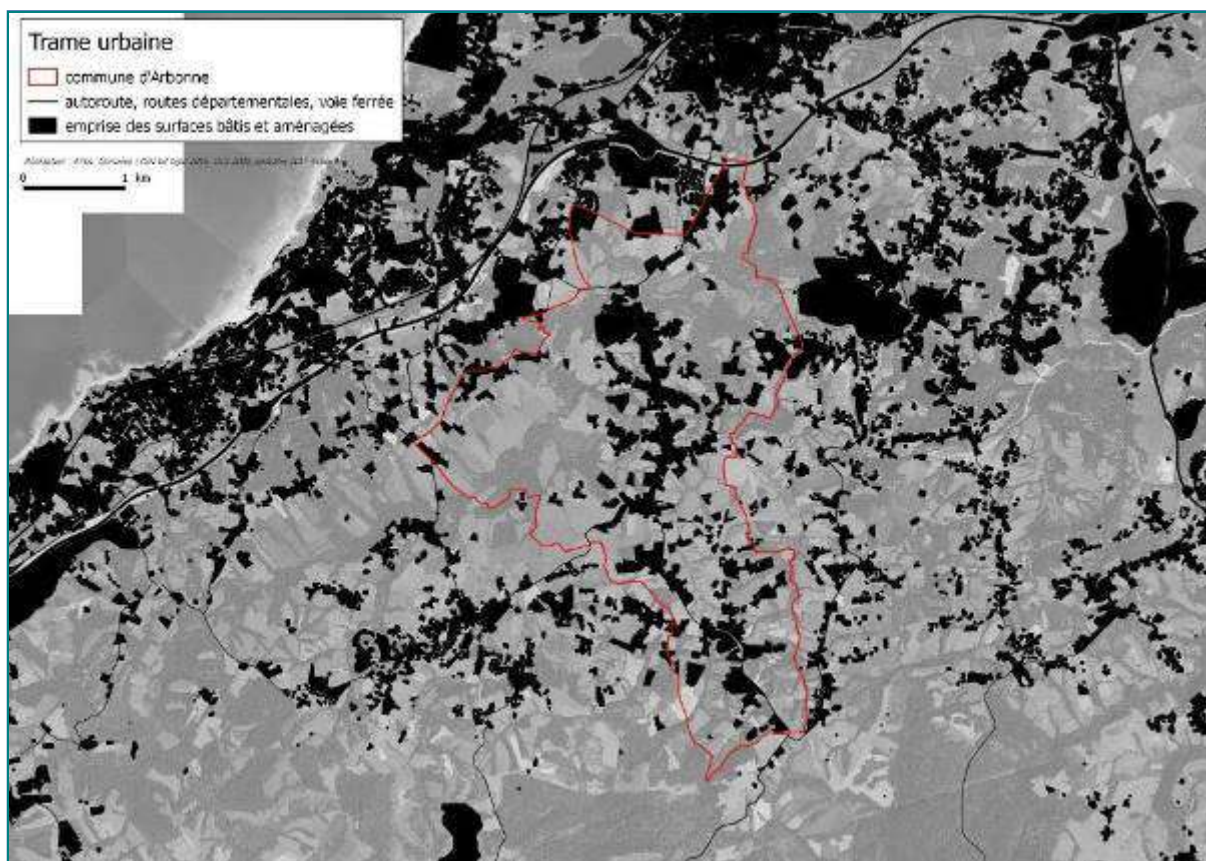 Trame urbaine
commune d'Arbonne
autoroute, routes départementales, voie ferrée
emprise des surfaces bâtis et aménagées
0 1 km